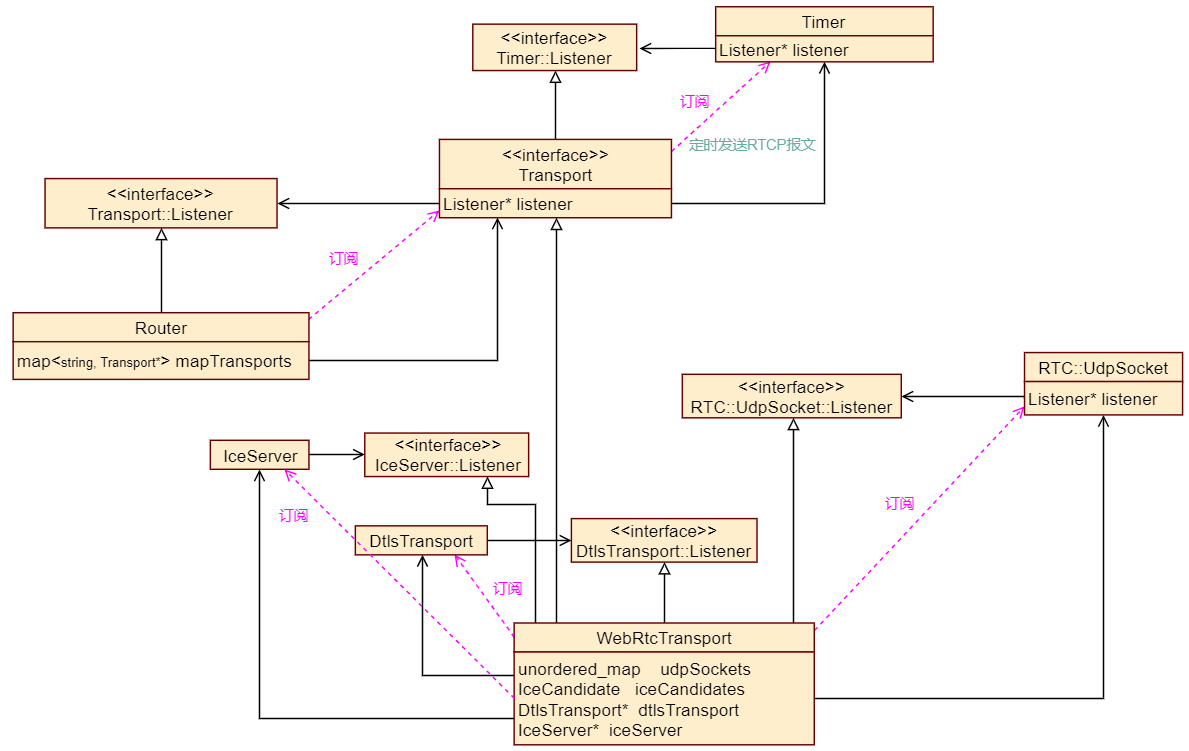 Timer
Listener* listener
<<interface>>
Timer::Listener
订阅
定时发送RTCP报文
<<interface>>
Transport
Listener* listener
<<interface>>
Transport::Listener
订阅
Router
map<string, Transport*> mapTransports
RTC::UdpSocket
Listener* listener
<<interface>>
RTC::UdpSocket::Listener
IceServer
<<interface>>
IceServer::Listener
订阅
订阅
DtlsTransport
<<interface>>
DtlsTransport::Listener
订阅
WebRtcTransport
unordered_map udpSockets
IceCandidate iceCandidates
DtlsTransport* dtlsTransport
IceServer* iceServer